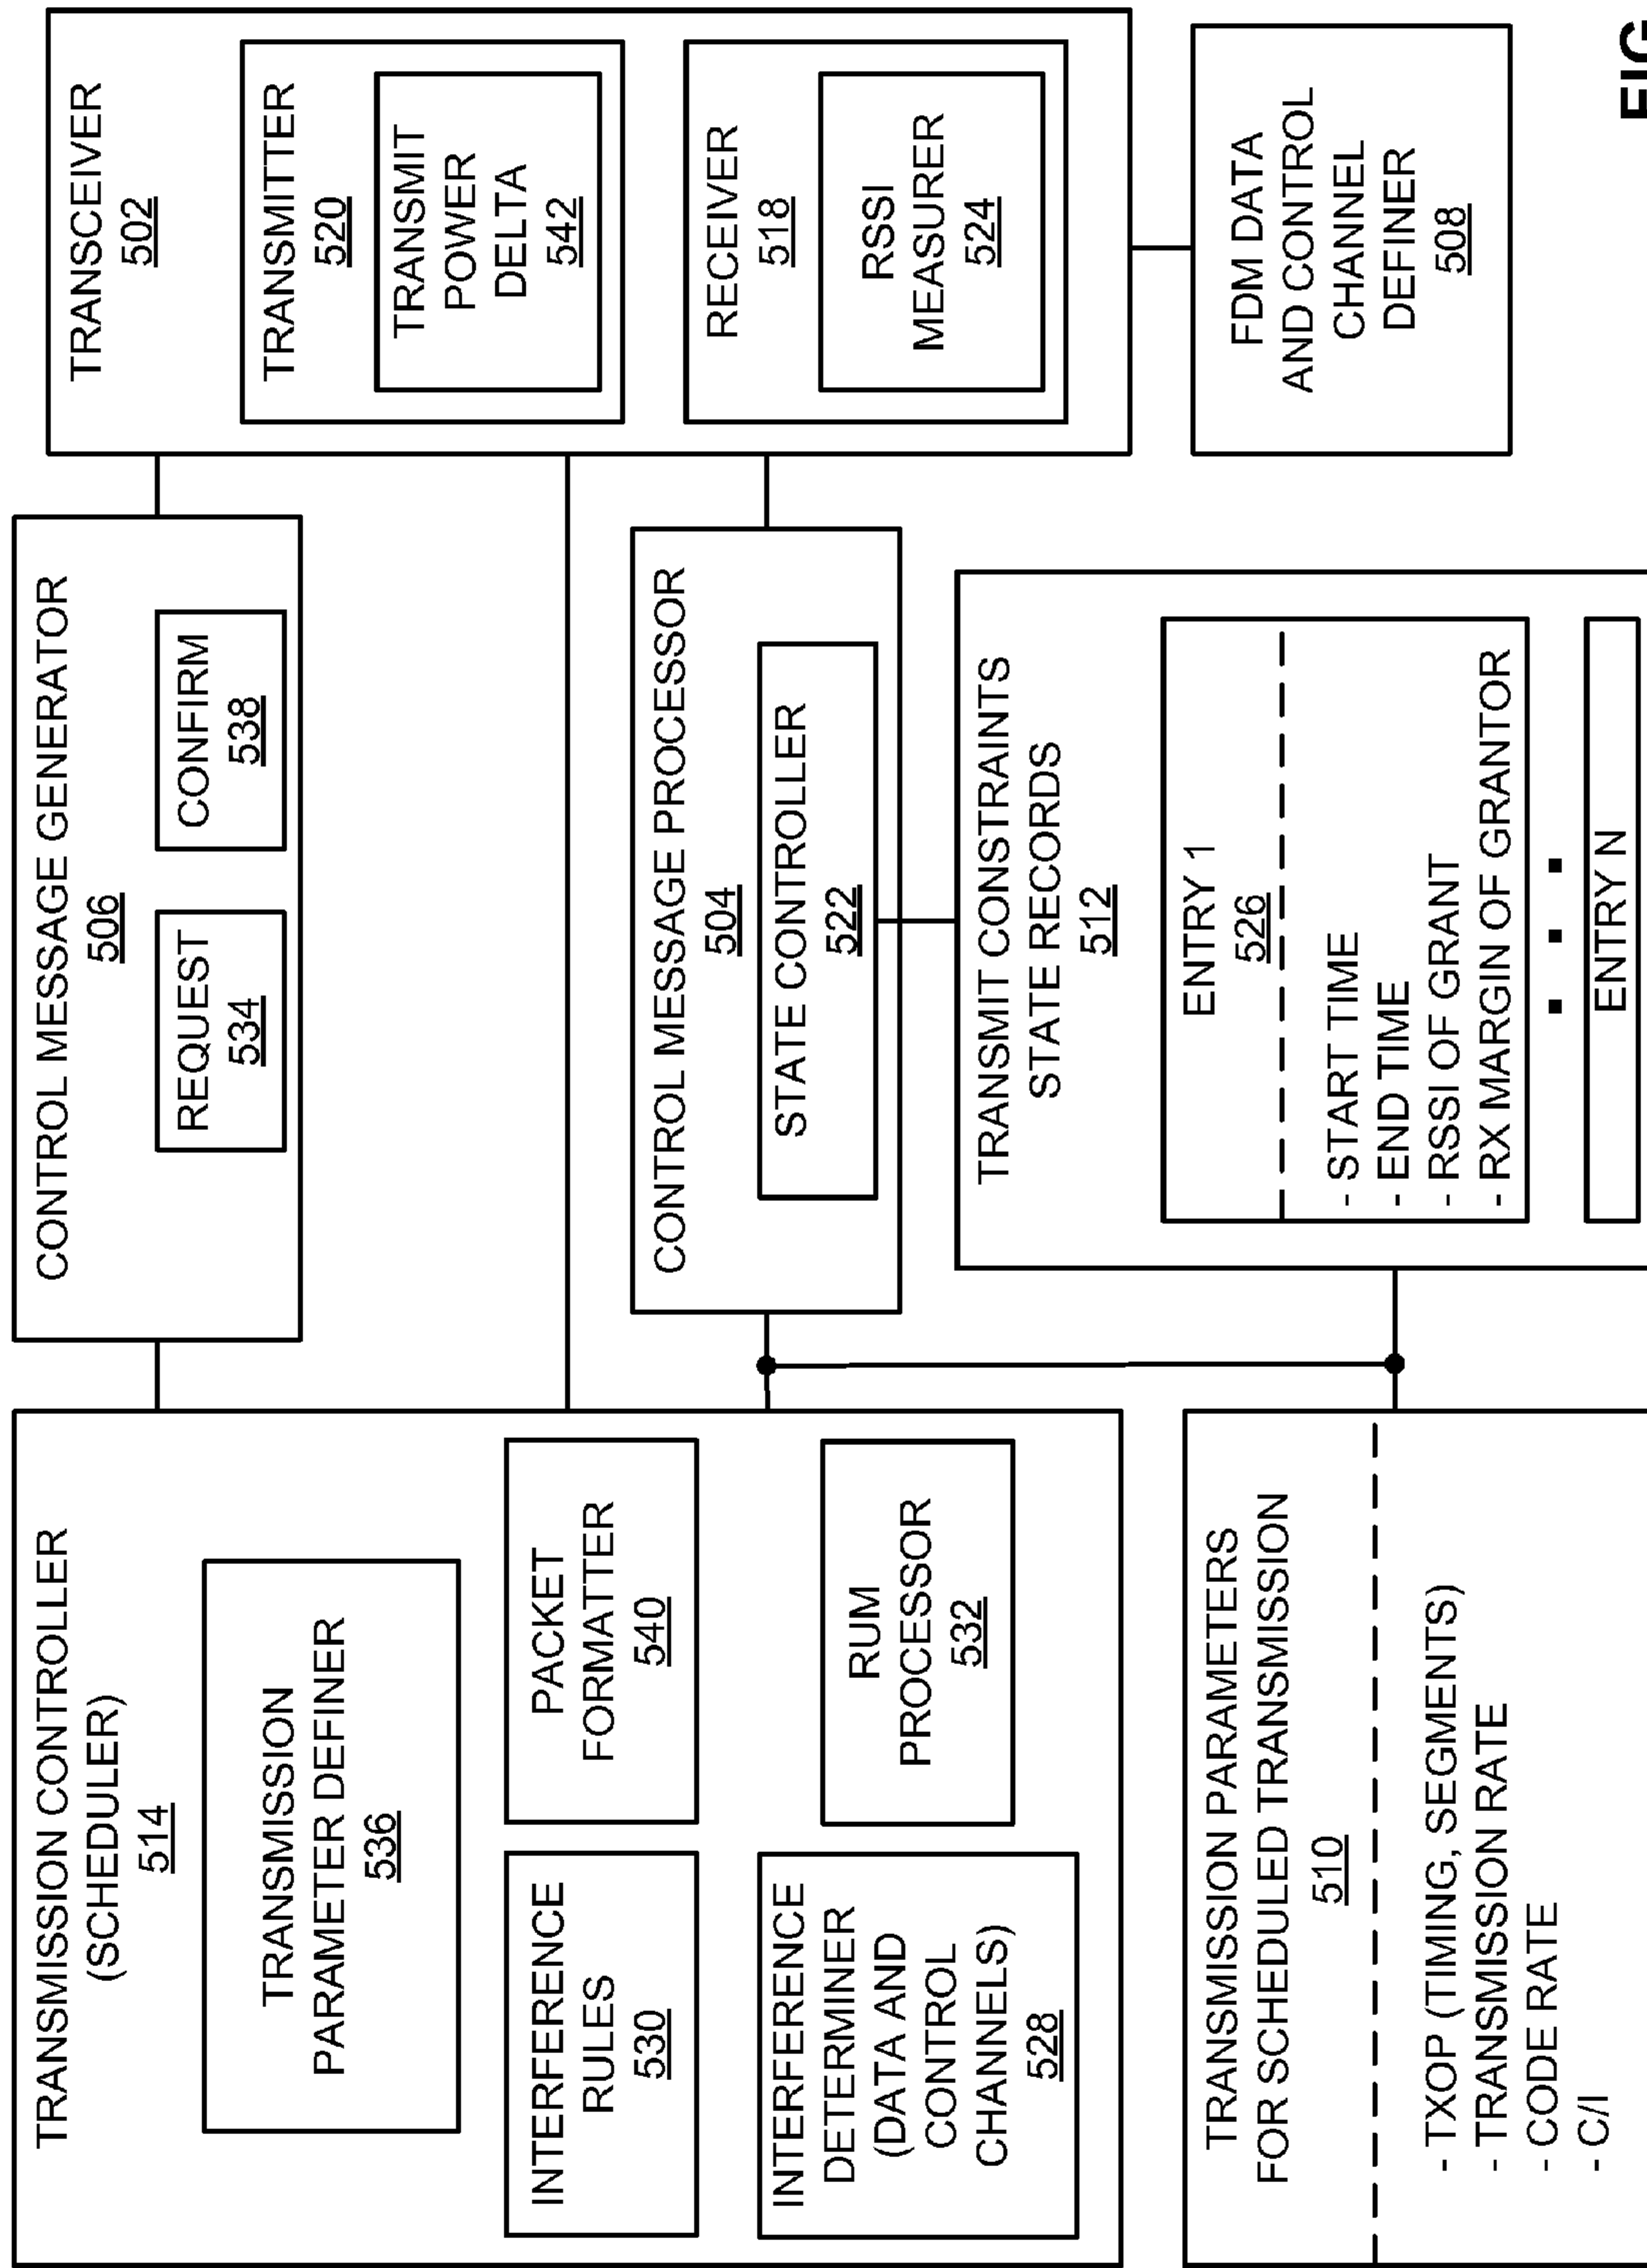 TRANSMISSION CONTROLLER
(SCHEDULER)
514
TRANSMISSION
PARAMETER DEFINER
536
INTERFERENCE
RULES
530
PACKET
FORMATTER
540
INTERFERENCE
DETERMINER
(DATA AND
CONTROL
CHANNELS)
528
RUM
PROCESSOR
532
TRANSMISSION PARAMETERS
FOR SCHEDULED TRANSMISSION
510
- TXOP (TIMING, SEGMENTS)
- TRANSMISSION RATE
- CODE RATE
- C/I
CONTROL MESSAGE GENERATOR
506
REQUEST
534
CONFIRM
538
CONTROL MESSAGE PROCESSOR
504
STATE CONTROLLER
522
TRANSMIT CONSTRAINTS
STATE RECORDS
512
ENTRY 1
526
- START TIME
- END TIME
- RSSI OF GRANT
- RX MARGIN OF GRANTOR
ENTRY N
TRANSCEIVER
502
TRANSMITTER
520
TRANSMIT
POWER
DELTA
542
RECEIVER
518
RSSI
MEASURER
524
FDM DATA
AND CONTROL
CHANNEL
DEFINER
508
FIG